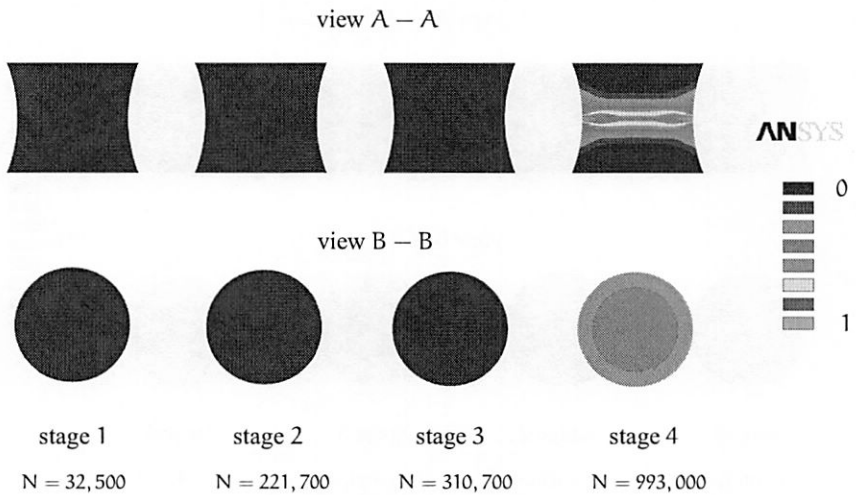 view A – A
ANSYS
0
view B – B
1
stage 1 stage 2 stage 3 stage 4
N = 32,500 N = 221,700 N = 310,700 N = 993,000